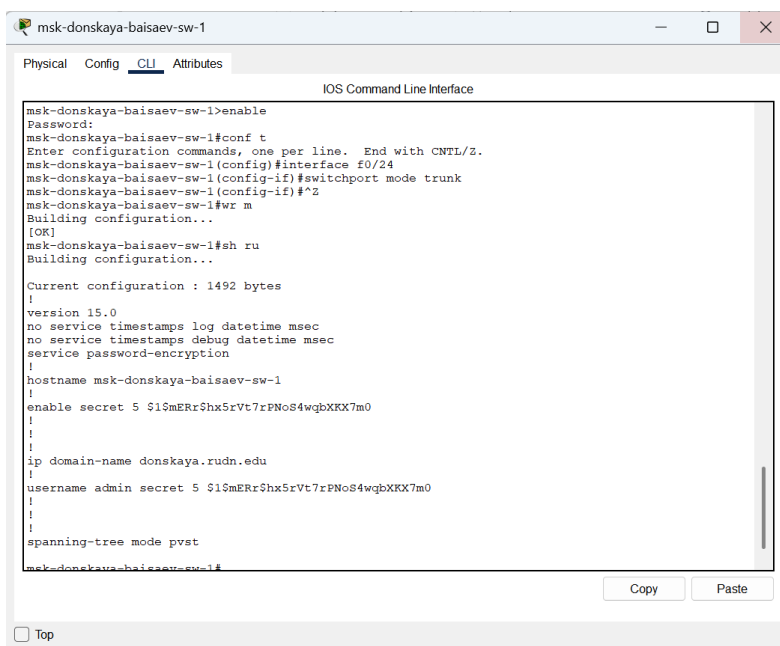 msk-donskaya-baisaev-sw-1
Physical Config CLI Attributes
IOS Command Line Interface
msk-donskaya-baisaev-sw-1>enable
Password:
msk-donskaya-baisaev-sw-1#conf t
Enter configuration commands, one per line.  End with CNTL/Z.
msk-donskaya-baisaev-sw-1(config)#interface f0/24
msk-donskaya-baisaev-sw-1(config-if)#switchport mode trunk
msk-donskaya-baisaev-sw-1(config-if)#^Z
msk-donskaya-baisaev-sw-1#wr m
Building configuration...
[OK]
msk-donskaya-baisaev-sw-1#sh ru
Building configuration...
Current configuration : 1492 bytes
!
version 15.0
no service timestamps log datetime msec
no service timestamps debug datetime msec
service password-encryption
!
hostname msk-donskaya-baisaev-sw-1
!
enable secret 5 $1$mERr$hx5rVt7rPNoS4wqbXKX7m0
!
!
!
ip domain-name donskaya.rudn.edu
!
username admin secret 5 $1$mERr$hx5rVt7rPNoS4wqbXKX7m0
!
!
!
spanning-tree mode pvst
msk-donskaya-baisaev-sw-1#
Copy Paste
Top